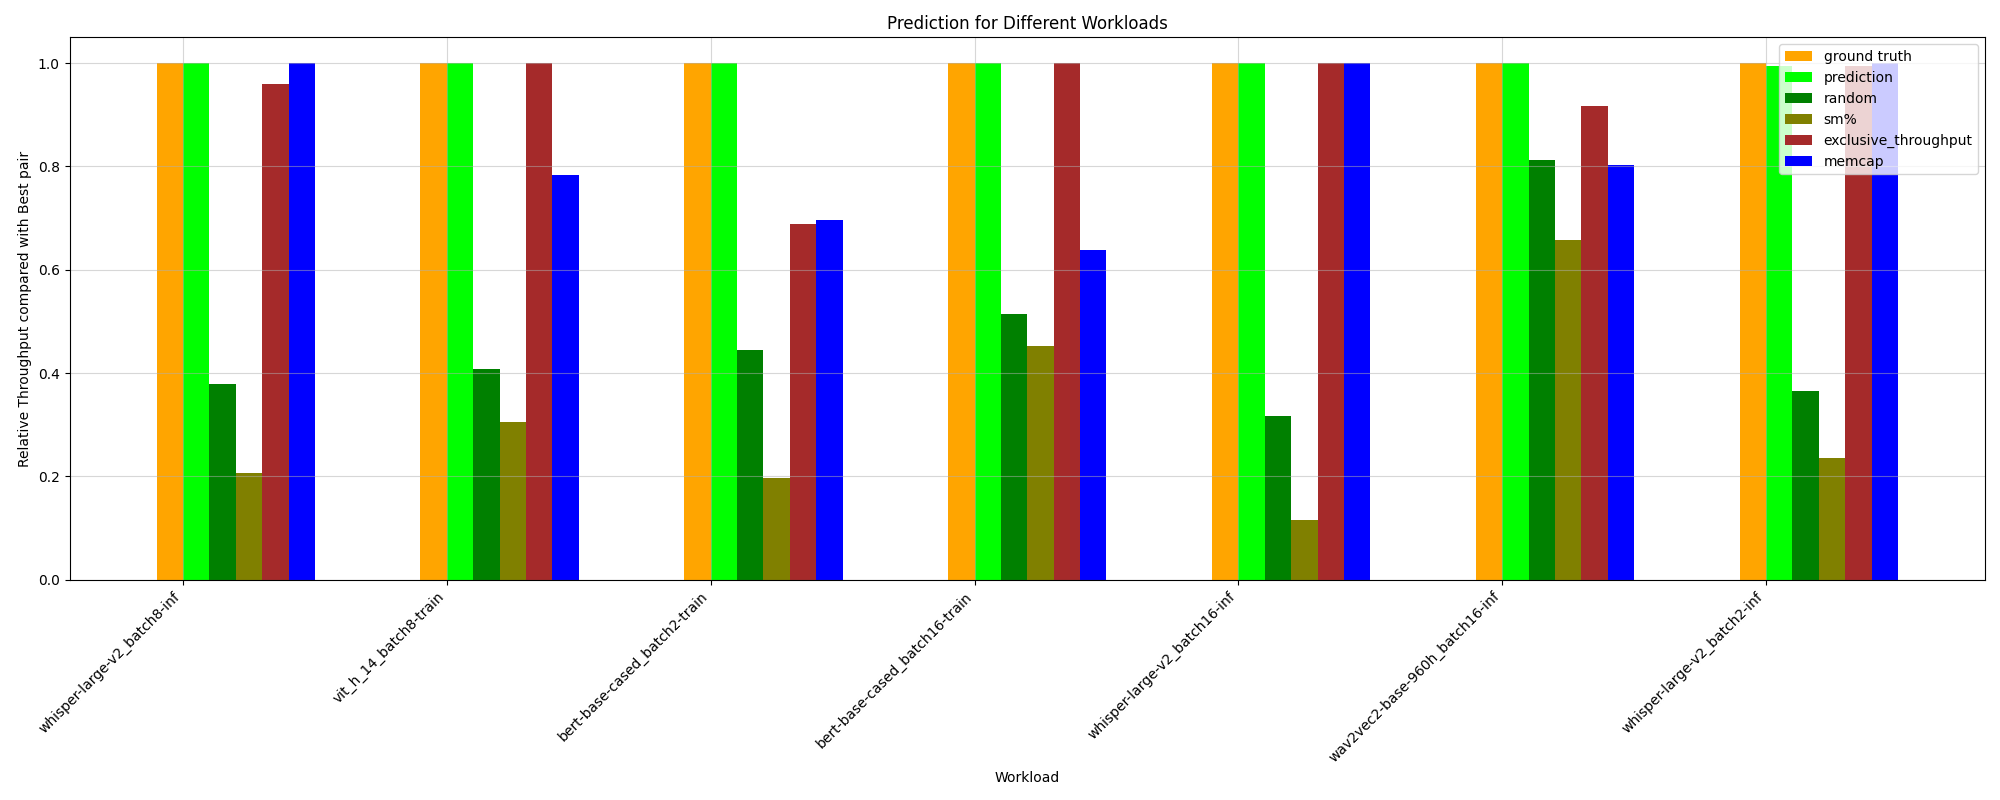 Prediction for Different Workloads
Relative Throughput compared with Best pair
1.0
0.8
0.6
0.4
0.2
0.0
ground truth
prediction
random
sm%
exclusive_throughput
memcap
whisper-large-v2_batch8-inf
vit_h_14_batch8-train
bert-base-cased_batch2-train
bert-base-cased_batch16-train
whisper-large-v2_batch16-inf
wav2vec2-base-960h_batch16-inf
whisper-large-v2_batch2-inf
Workload